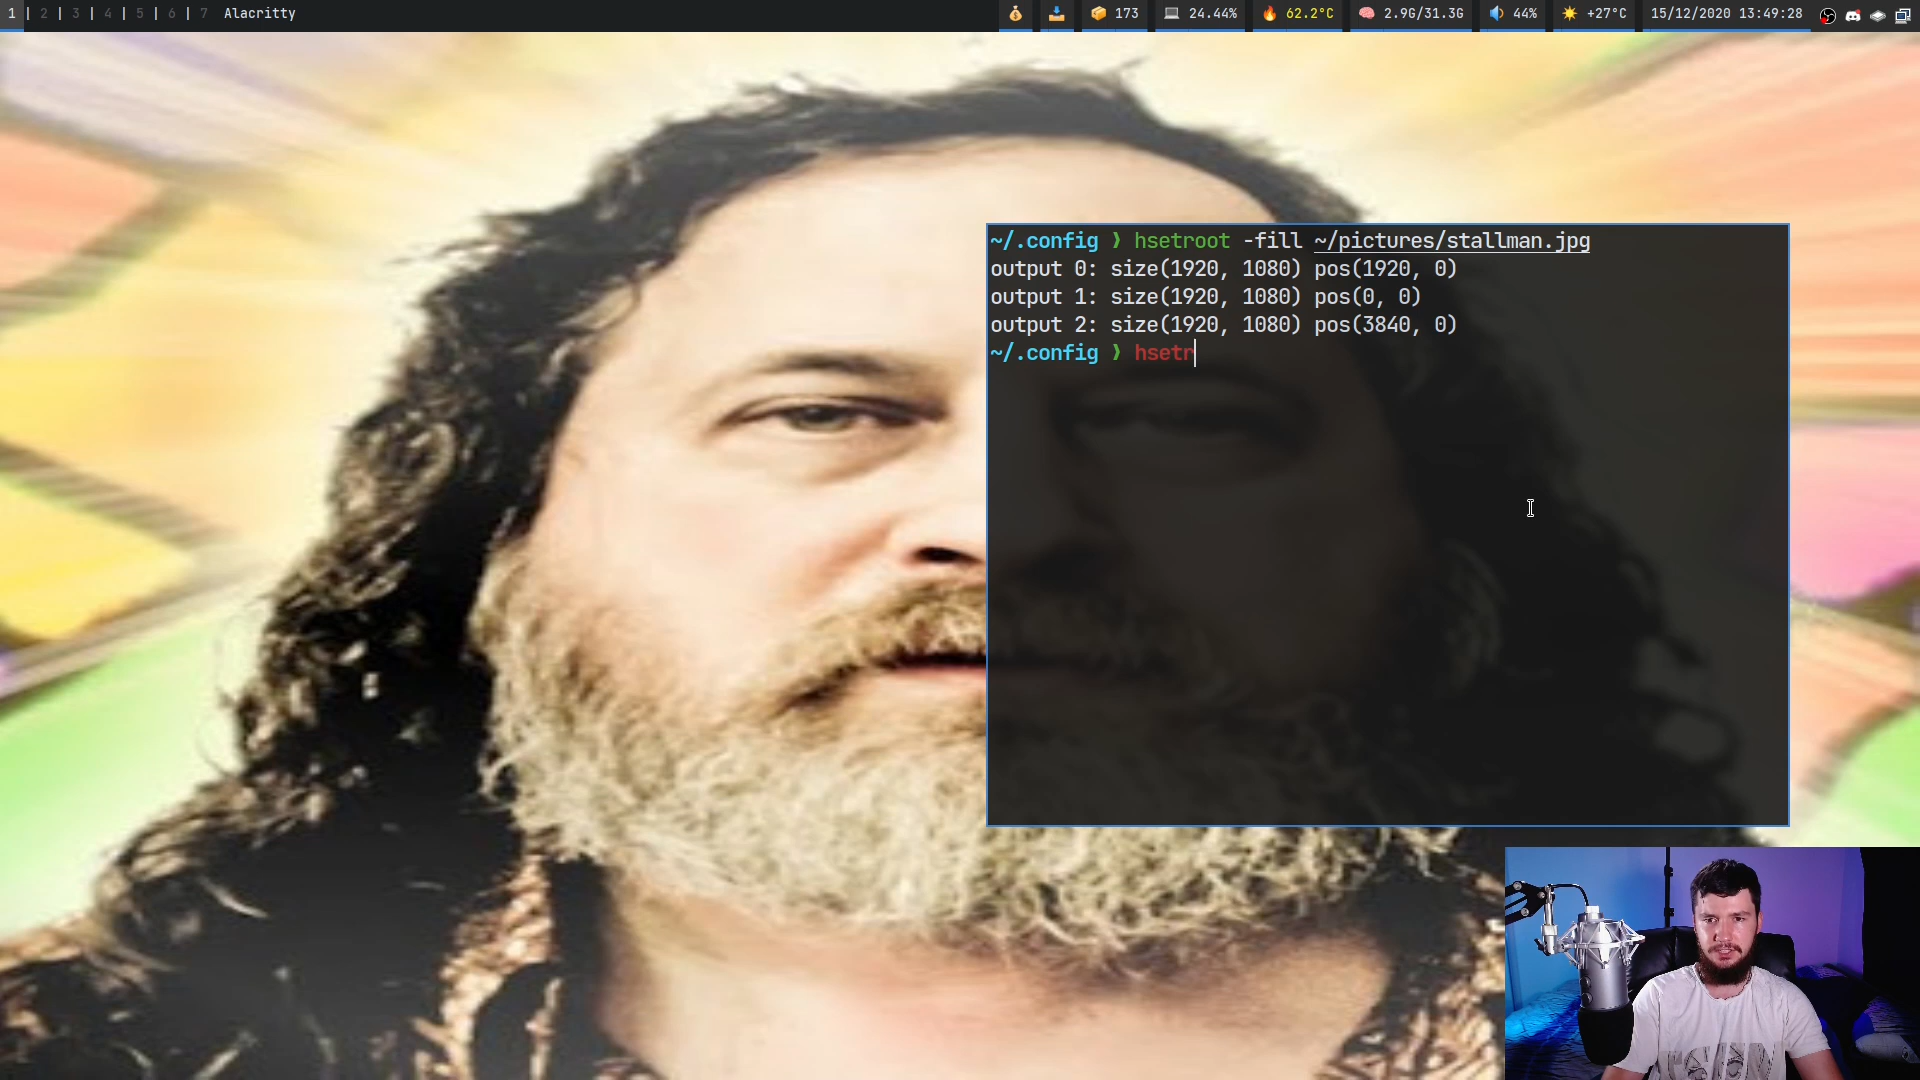 1 | 2 | 3 | 4 | 5 | 6 | 7 Alacritty 173 24.44% 62.2°C 2.9G/31.3G 44% +27°C 15/12/2020 13:49:28
~/.config ❯ hsetroot -fill ~/pictures/stallman.jpg
output 0: size(1920, 1080) pos(1920, 0)
output 1: size(1920, 1080) pos(0, 0)
output 2: size(1920, 1080) pos(3840, 0)
~/.config ❯ hsetr